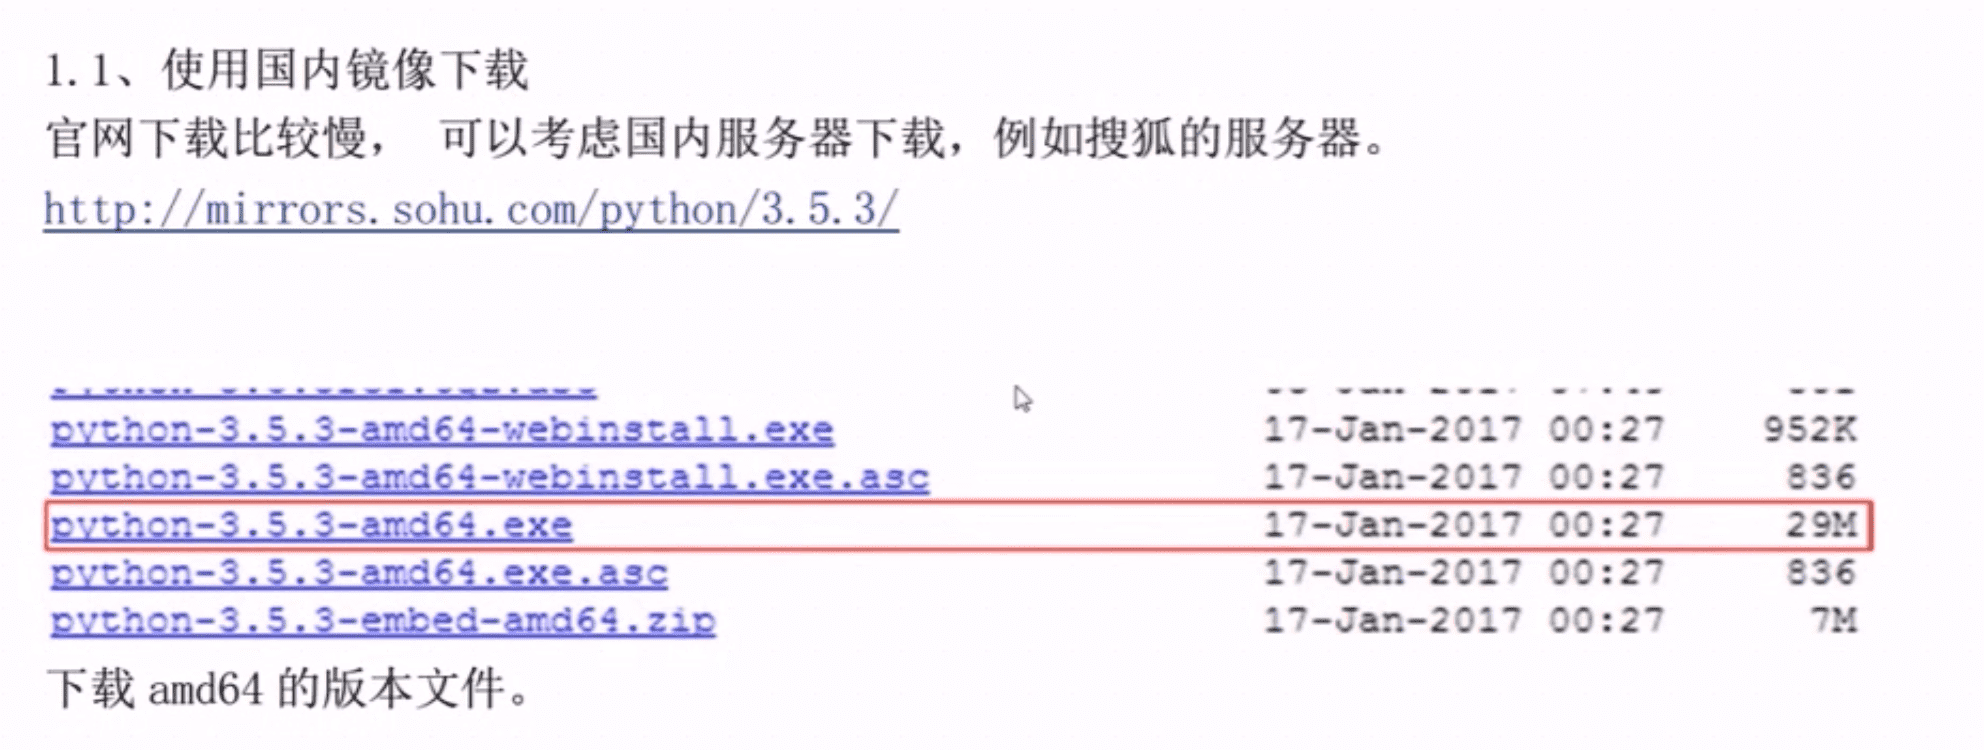 1.1、使用国内镜像下载
官网下载比较慢， 可以考虑国内服务器下载，例如搜狐的服务器。
http://mirrors.sohu.com/python/3.5.3/
python-3.5.3-amd64-webinstall.exe 17-Jan-2017 00:27 952K
python-3.5.3-amd64-webinstall.exe.asc 17-Jan-2017 00:27 836
python-3.5.3-amd64.exe 17-Jan-2017 00:27 29M
python-3.5.3-amd64.exe.asc 17-Jan-2017 00:27 836
python-3.5.3-embed-amd64.zip 17-Jan-2017 00:27 7M
下载 amd64 的版本文件。